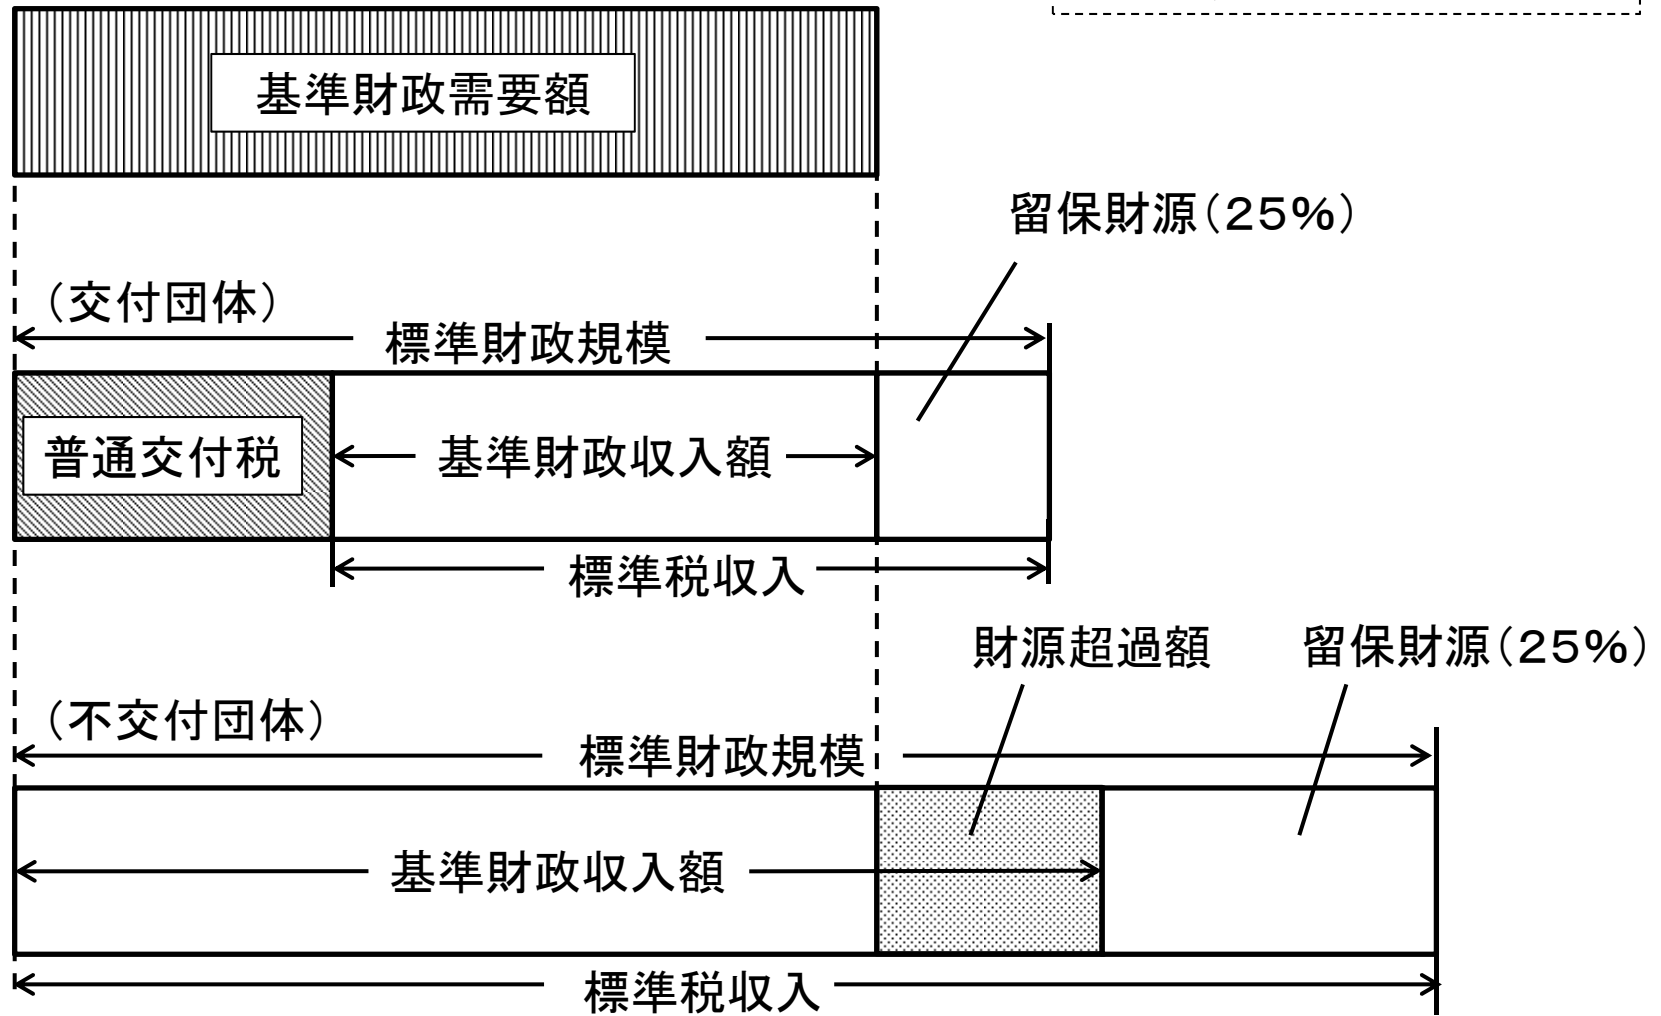 基準財政需要額
留保財源(25%)
(交付団体)
標準財政規模
普通交付税
基準財政収入額
標準税収入
財源超過額
留保財源(25%)
(不交付団体)
標準財政規模
基準財政収入額
標準税収入